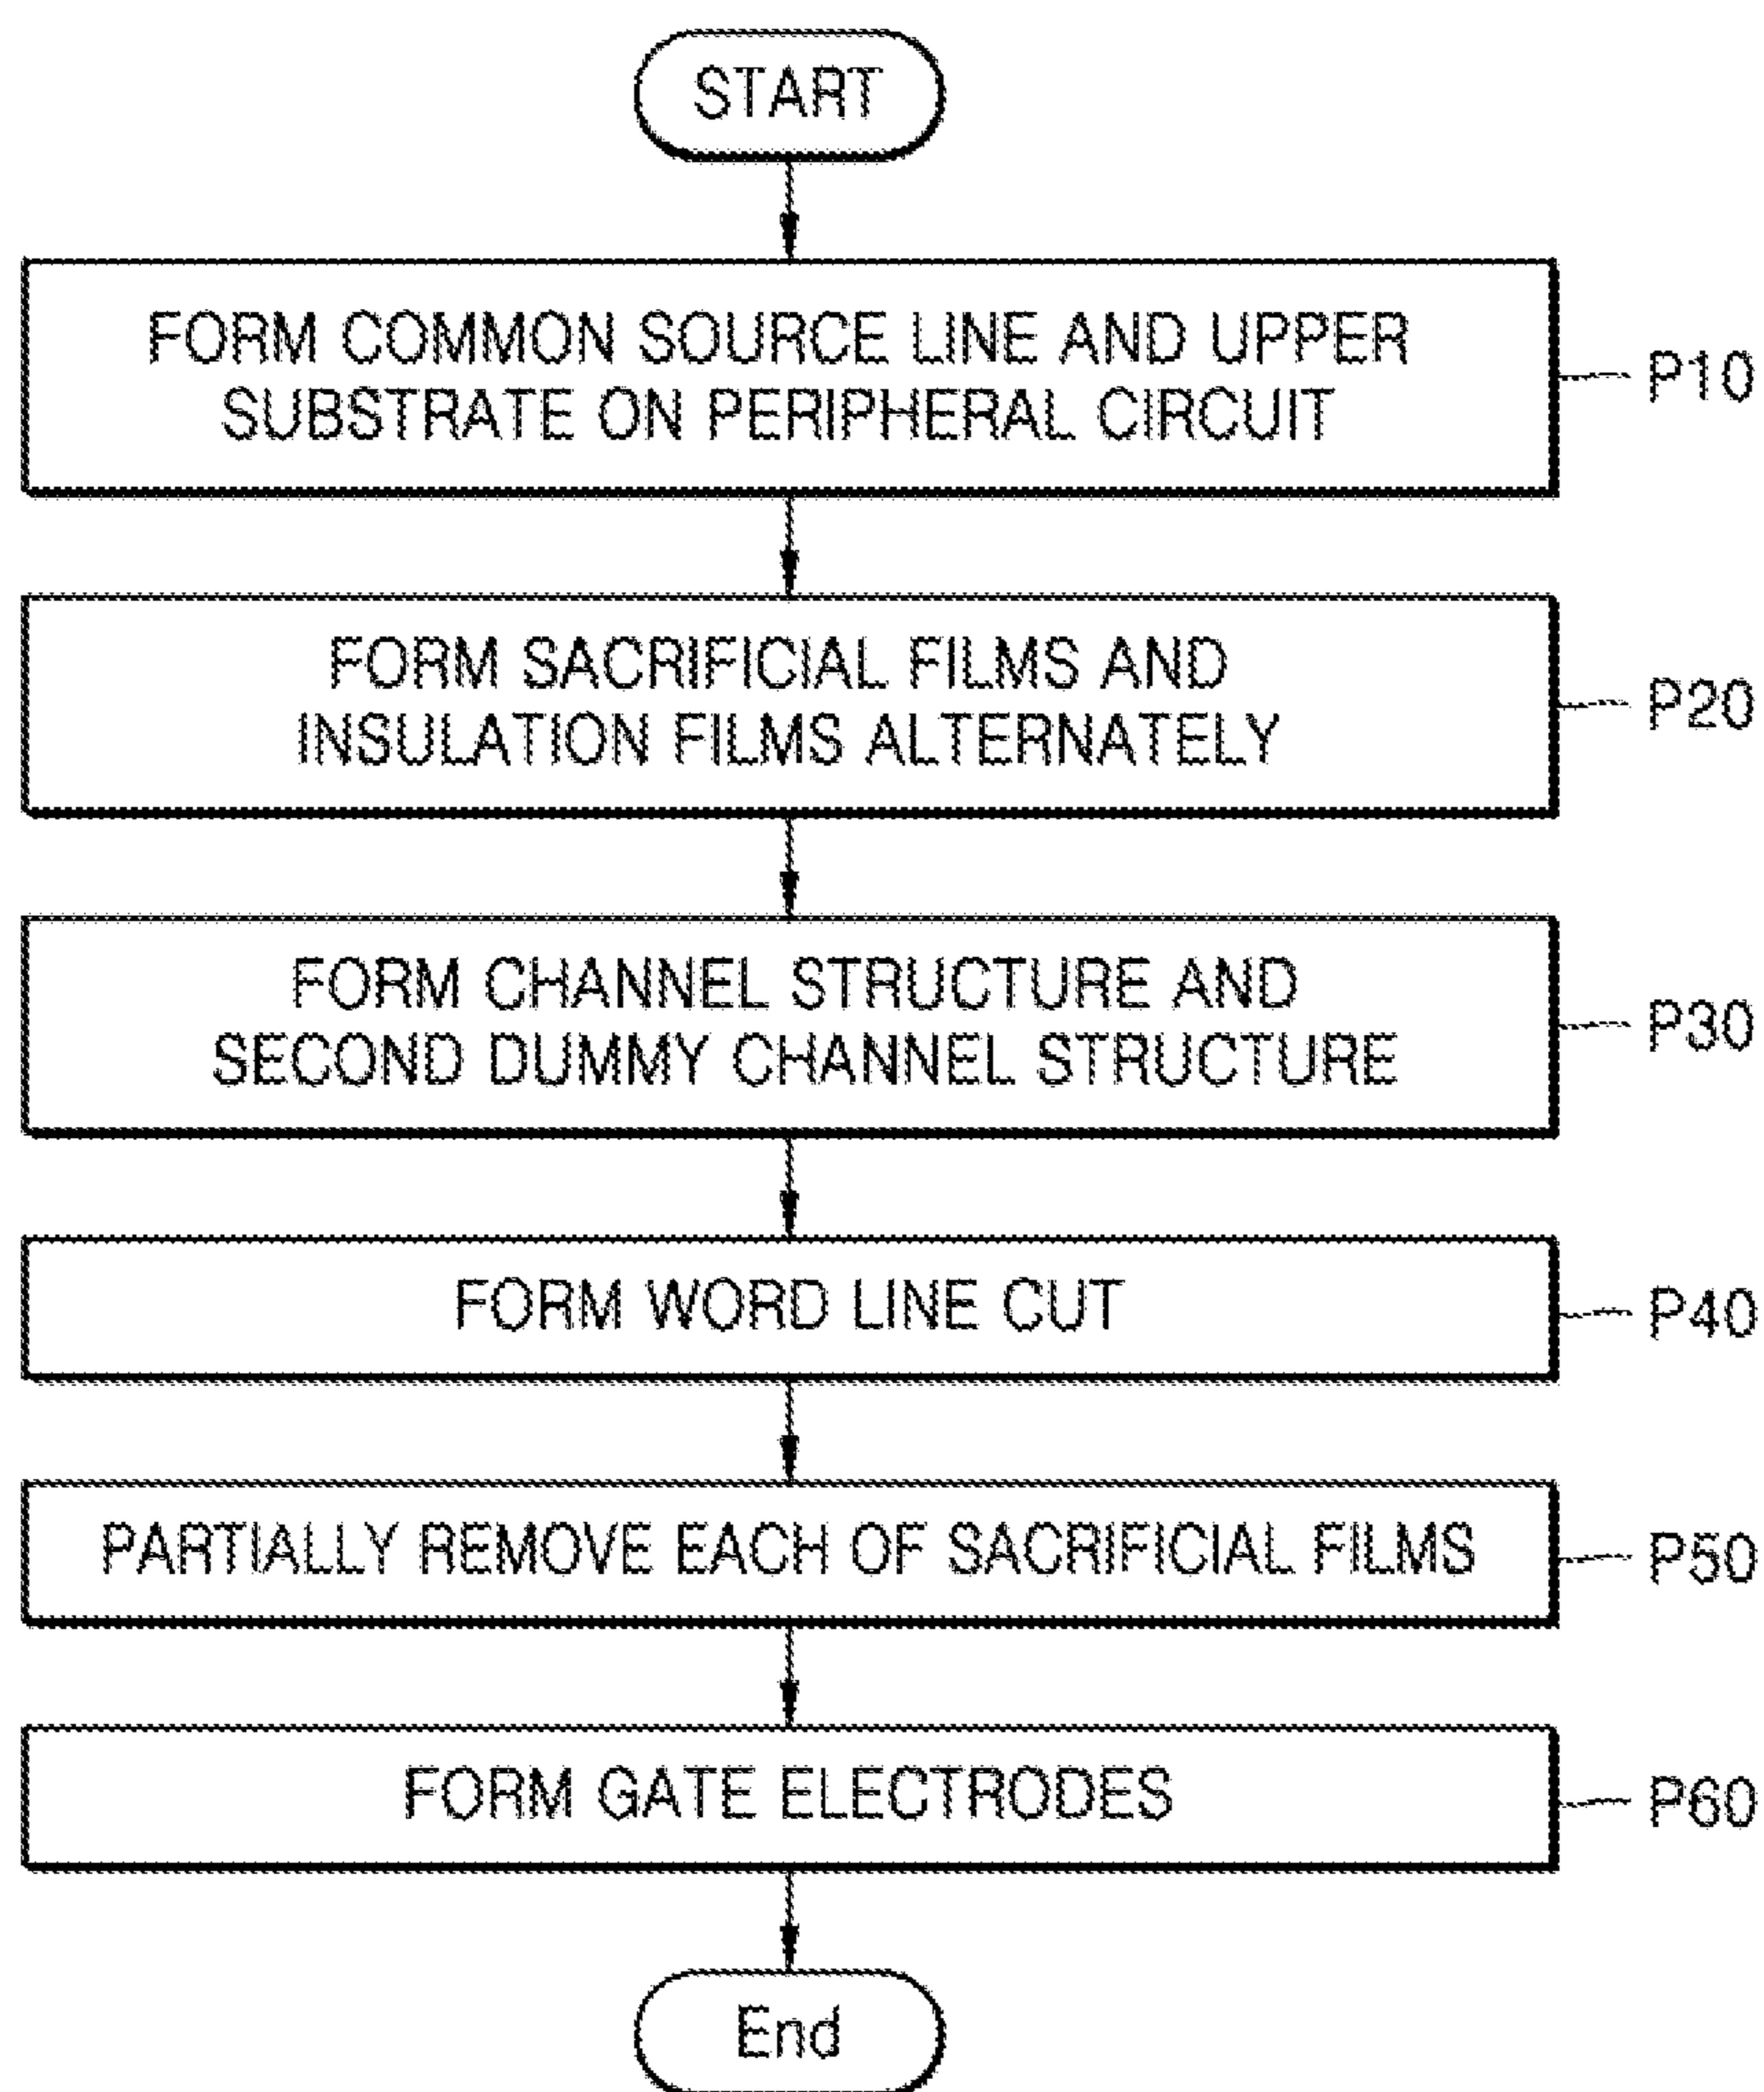 START
FORM COMMON SOURCE LINE AND UPPER
SUBSTRATE ON PERIPHERAL CIRCUIT
P10
FORM SACRIFICIAL FILMS AND
INSULATION FILMS ALTERNATELY
P20
FORM CHANNEL STRUCTURE AND
SECOND DUMMY CHANNEL STRUCTURE
P30
FORM WORD LINE CUT
P40
PARTIALLY REMOVE EACH OF SACRIFICIAL FILMS
P50
FORM GATE ELECTRODES
P60
End